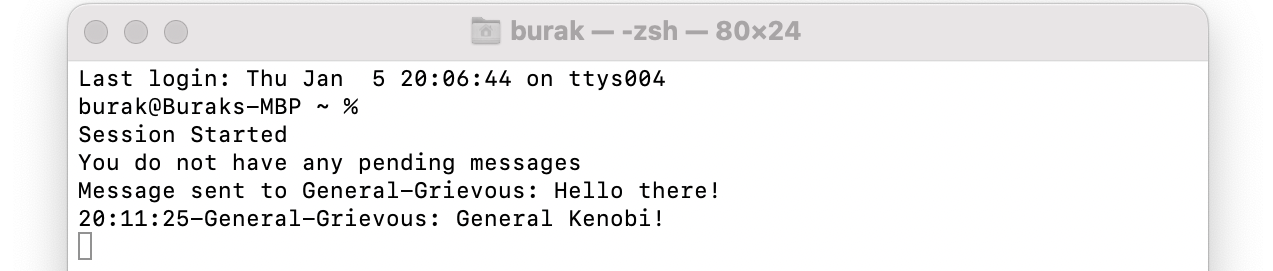 burak — -zsh — 80×24
Last login: Thu Jan  5 20:06:44 on ttys004
burak@Buraks-MBP ~ %
Session Started
You do not have any pending messages
Message sent to General-Grievous: Hello there!
20:11:25-General-Grievous: General Kenobi!